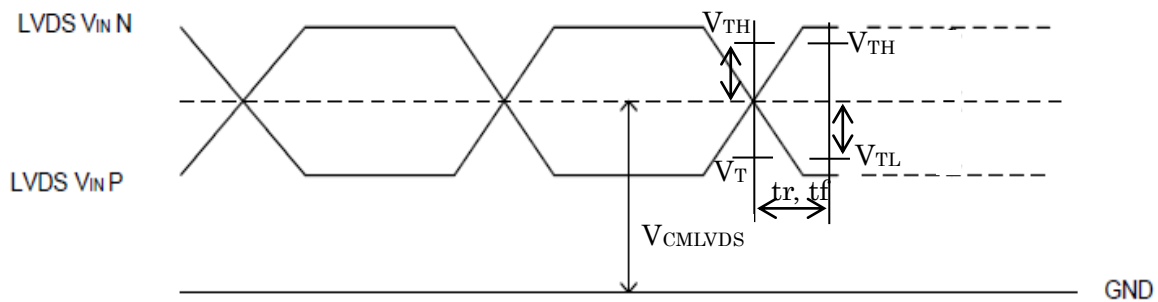 LVDS VIN N
VTH
VTH
VT
VTL
LVDS VIN P
tr, tf
VCMLVDS
GND